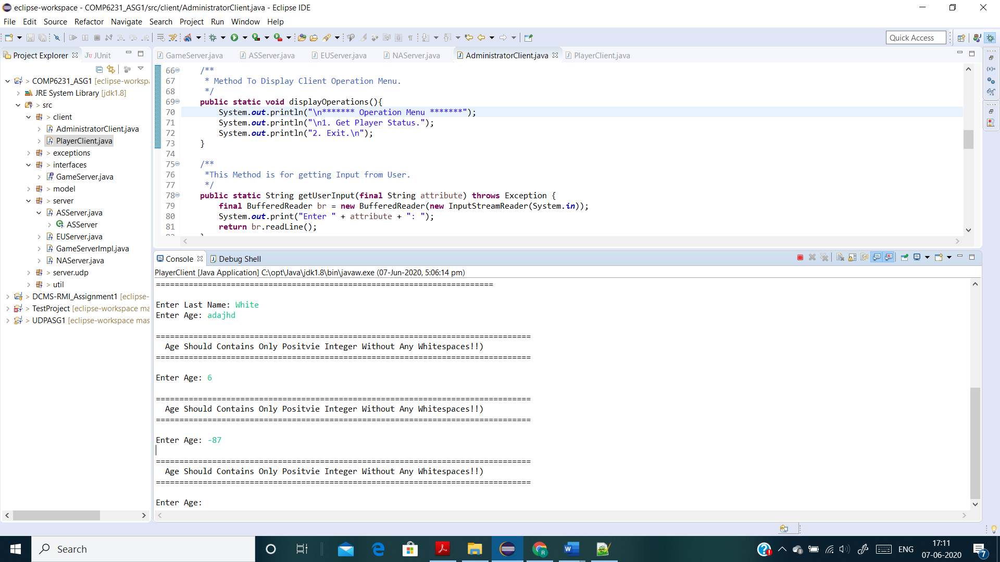 eclipse-workspace - COMP6231_ASG1/src/client/AdministratorClient.java - Eclipse IDE
File Edit Source Refactor Navigate Search Project Run Window Help
Quick Access
Project Explorer JUnit
COMP6231_ASG1 [eclipse-workspa
JRE System Library [jdk1.8]
src
client
AdministratorClient.java
PlayerClient.java
exceptions
interfaces
GameServer.java
model
server
ASServer.java
ASServer
EUServer.java
GameServerImpl.java
NAServer.java
server.udp
util
DCMS-RMI_Assignment1 [eclipse-
TestProject [eclipse-workspace ma
UDPASG1 [eclipse-workspace mas
GameServer.java ASServer.java EUServer.java NAServer.java AdministratorClient.java PlayerClient.java
66 /**
67 * Method To Display Client Operation Menu.
68 */
69 public static void displayOperations(){
70 System.out.println("\n******* Operation Menu *******");
71 System.out.println("\n1. Get Player Status.");
72 System.out.println("2. Exit.\n");
73 }
74
75 /**
76 *This Method is for getting Input from User.
77 */
78 public static String getUserInput(final String attribute) throws Exception {
79 final BufferedReader br = new BufferedReader(new InputStreamReader(System.in));
80 System.out.print("Enter " + attribute + ": ");
81 return br.readLine();
Console Debug Shell
PlayerClient [Java Application] C:\opt\Java\jdk1.8\bin\javaw.exe (07-Jun-2020, 5:06:14 pm)
========================================================================
Enter Last Name: White
Enter Age: adajhd
================================================================================
Age Should Contains Only Positvie Integer Without Any Whitespaces!!)
================================================================================
Enter Age: 6
================================================================================
Age Should Contains Only Positvie Integer Without Any Whitespaces!!)
================================================================================
Enter Age: -87
================================================================================
Age Should Contains Only Positvie Integer Without Any Whitespaces!!)
================================================================================
Enter Age:
Search
ENG
17:11
07-06-2020
7